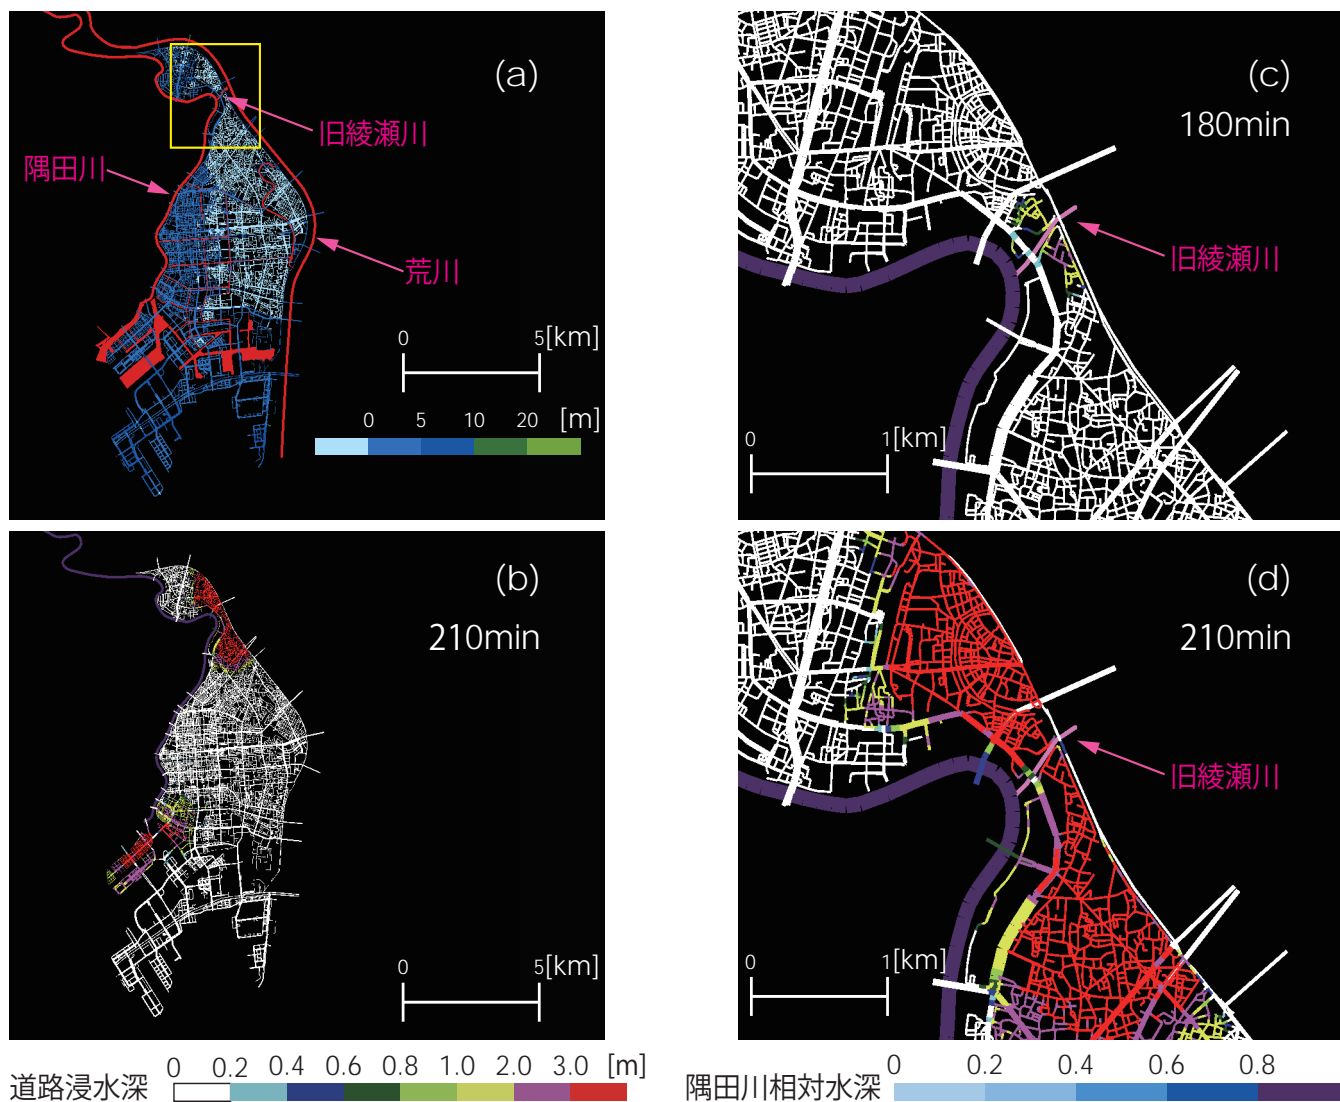 (a)
旧綾瀬川
隅田川
荒川
0 5[km]
0 5 10 20 [m]
(b)
210min
0 5[km]
(c)
180min
旧綾瀬川
0 1[km]
(d)
210min
旧綾瀬川
0 1[km]
道路浸水深 0 0.2 0.4 0.6 0.8 1.0 2.0 3.0 [m]
隅田川相対水深 0 0.2 0.4 0.6 0.8